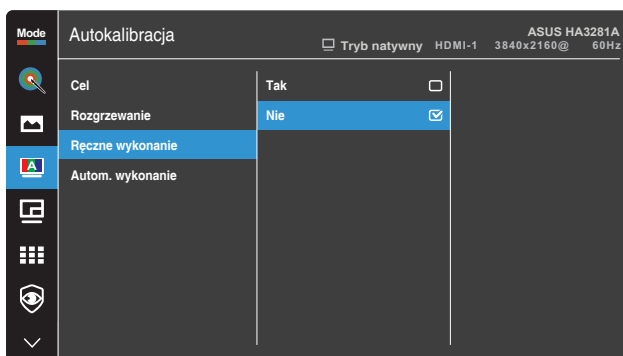 Mode
Autokalibracja
Tryb natywny HDMI-1
ASUS HA3281A
3840x2160@ 60Hz
Cel
Rozgrzewanie
Ręczne wykonanie
Autom. wykonanie
Tak
Nie
A